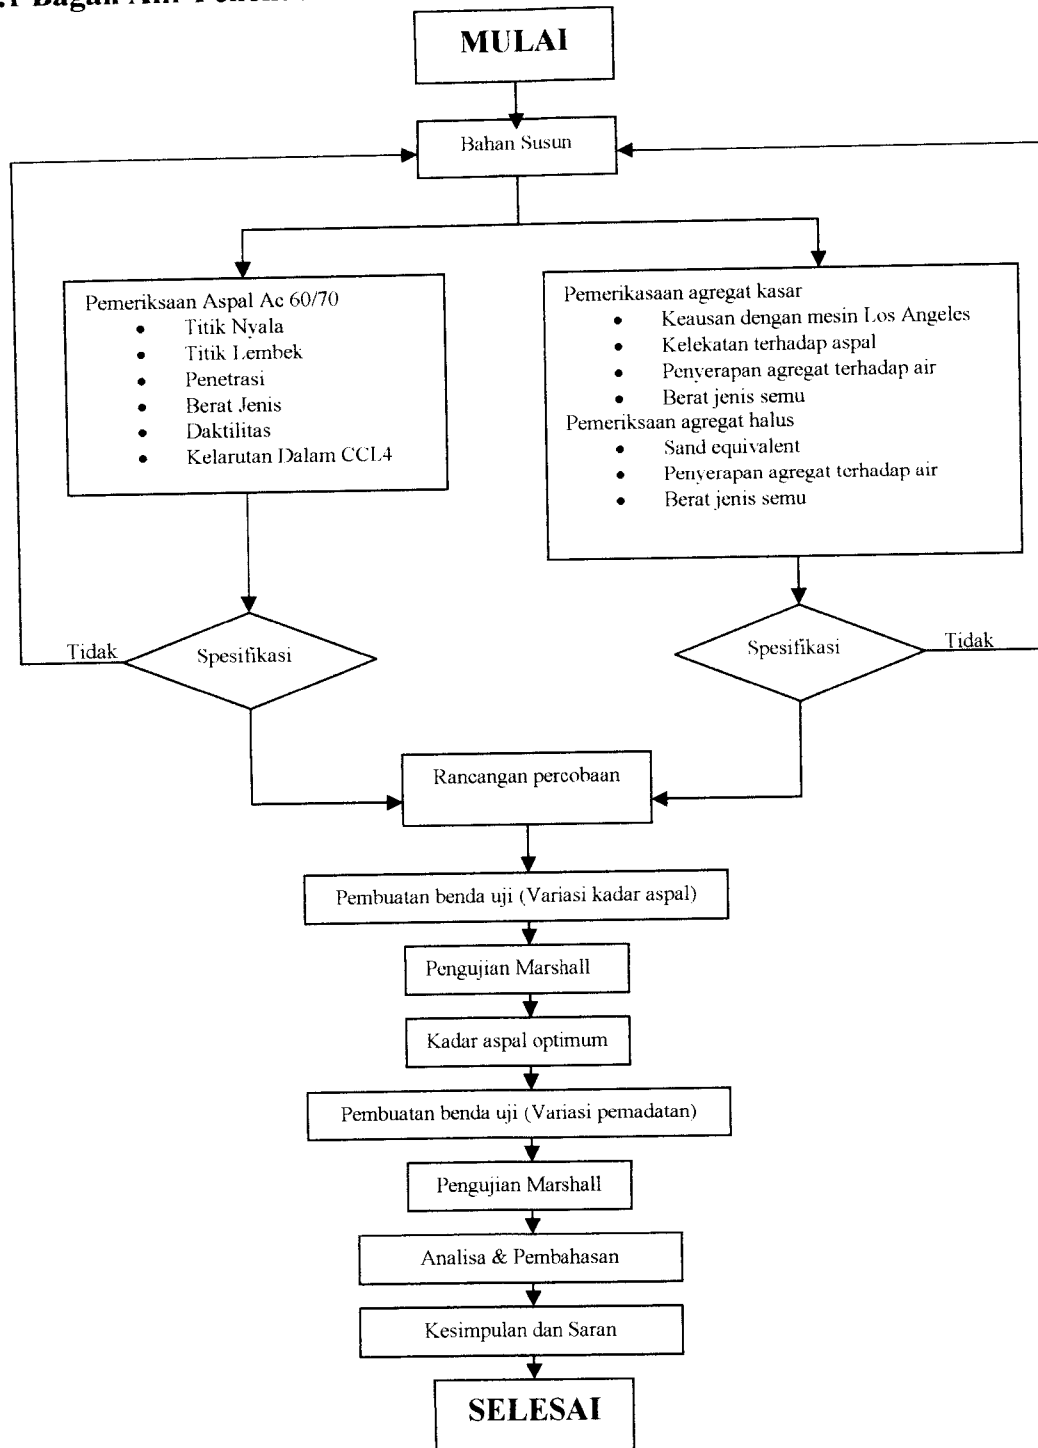 Bagan Alir
MULAI
Bahan Susun
Pemeriksaan Aspal Ac 60/70
• Titik Nyala
• Titik Lembek
• Penetrasi
• Berat Jenis
• Daktilitas
• Kelarutan Dalam CCL4
Pemerikasaan agregat kasar
• Keausan dengan mesin Los Angeles
• Kelekatan terhadap aspal
• Penyerapan agregat terhadap air
• Berat jenis semu
Pemeriksaan agregat halus
• Sand equivalent
• Penyerapan agregat terhadap air
• Berat jenis semu
Tidak
Spesifikasi
Spesifikasi
Tidak
Rancangan percobaan
Pembuatan benda uji (Variasi kadar aspal)
Pengujian Marshall
Kadar aspal optimum
Pembuatan benda uji (Variasi pemadatan)
Pengujian Marshall
Analisa & Pembahasan
Kesimpulan dan Saran
SELESAI